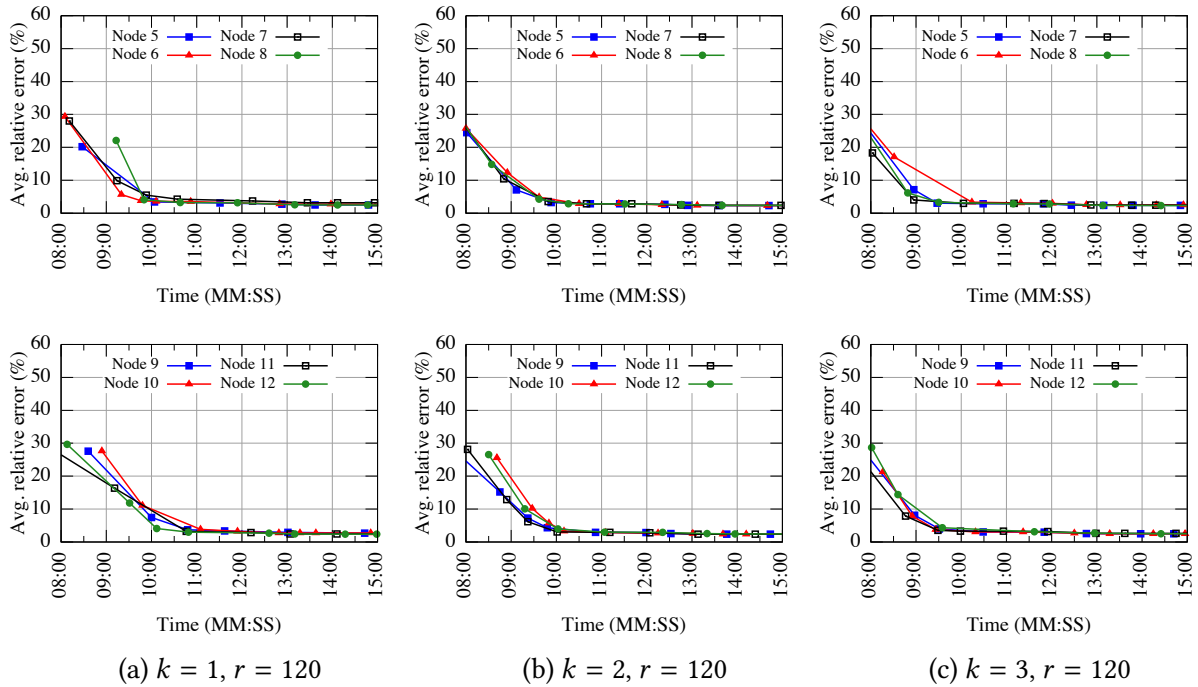 Avg. relative error (%)
60
50
40
30
20
10
0
Node 5 Node 7
Node 6 Node 8
08:00 09:00 10:00 11:00 12:00 13:00 14:00 15:00
Time (MM:SS)
Avg. relative error (%)
60
50
40
30
20
10
0
Node 5 Node 7
Node 6 Node 8
08:00 09:00 10:00 11:00 12:00 13:00 14:00 15:00
Time (MM:SS)
Avg. relative error (%)
60
50
40
30
20
10
0
Node 5 Node 7
Node 6 Node 8
08:00 09:00 10:00 11:00 12:00 13:00 14:00 15:00
Time (MM:SS)
Avg. relative error (%)
60
50
40
30
20
10
0
Node 9 Node 11
Node 10 Node 12
08:00 09:00 10:00 11:00 12:00 13:00 14:00 15:00
Time (MM:SS)
Avg. relative error (%)
60
50
40
30
20
10
0
Node 9 Node 11
Node 10 Node 12
08:00 09:00 10:00 11:00 12:00 13:00 14:00 15:00
Time (MM:SS)
Avg. relative error (%)
60
50
40
30
20
10
0
Node 9 Node 11
Node 10 Node 12
08:00 09:00 10:00 11:00 12:00 13:00 14:00 15:00
Time (MM:SS)
(a) k = 1, r = 120
(b) k = 2, r = 120
(c) k = 3, r = 120